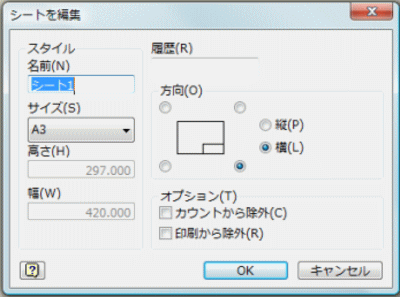 シートを編集
スタイル
名前(N)
シート1
サイズ(S)
A3
高さ(H)
297.000
幅(W)
420.000
履歴(R)
方向(O)
縦(P)
横(L)
オプション(T)
カウントから除外(C)
印刷から除外(R)
OK
キャンセル